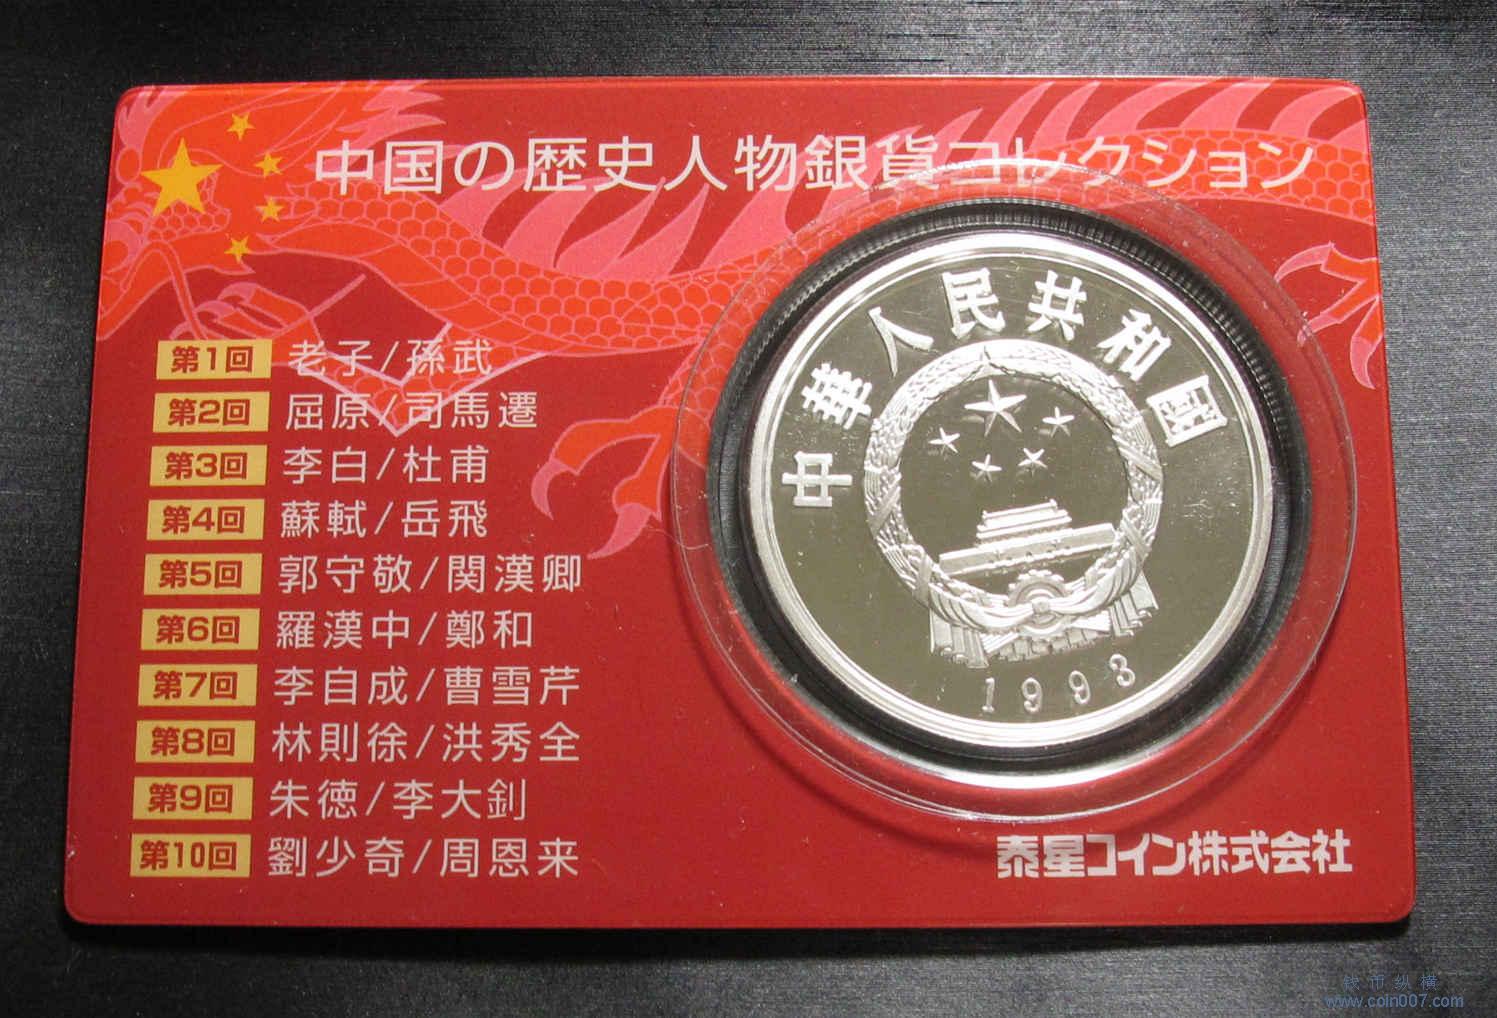 中国の歴史人物銀貨コレクション
第1回 老子/孫武
第2回 屈原/司馬遷
第3回 李白/杜甫
第4回 蘇軾/岳飛
第5回 郭守敬/関漢卿
第6回 羅漢中/鄭和
第7回 李自成/曹雪芹
第8回 林則徐/洪秀全
第9回 朱徳/李大釗
第10回 劉少奇/周恩来
中華人民共和國
1993
泰星コイン株式会社
钱币纵横
www.coin007.com